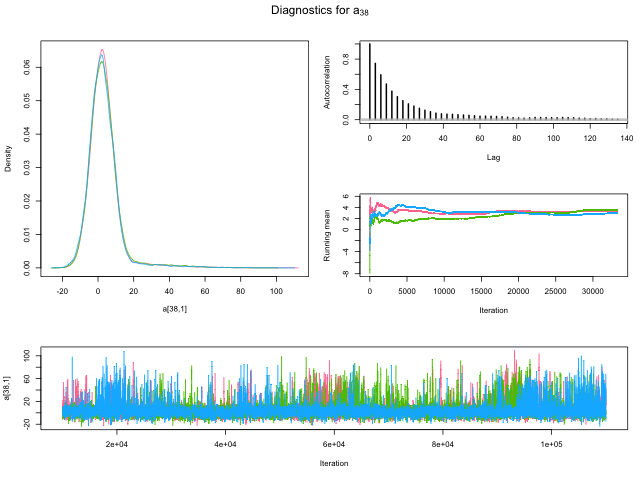 Diagnostics for a38
Density
0.00 0.01 0.02 0.03 0.04 0.05 0.06
-20 0 20 40 60 80 100
a[38,1]
Autocorrelation
0.0 0.4 0.8
0 20 40 60 80 100 120 140
Lag
Running mean
-8 -4 0 2 4 6
0 5000 10000 15000 20000 25000 30000
Iteration
a[38,1]
-20 20 60 100
2e+04 4e+04 6e+04 8e+04 1e+05
Iteration